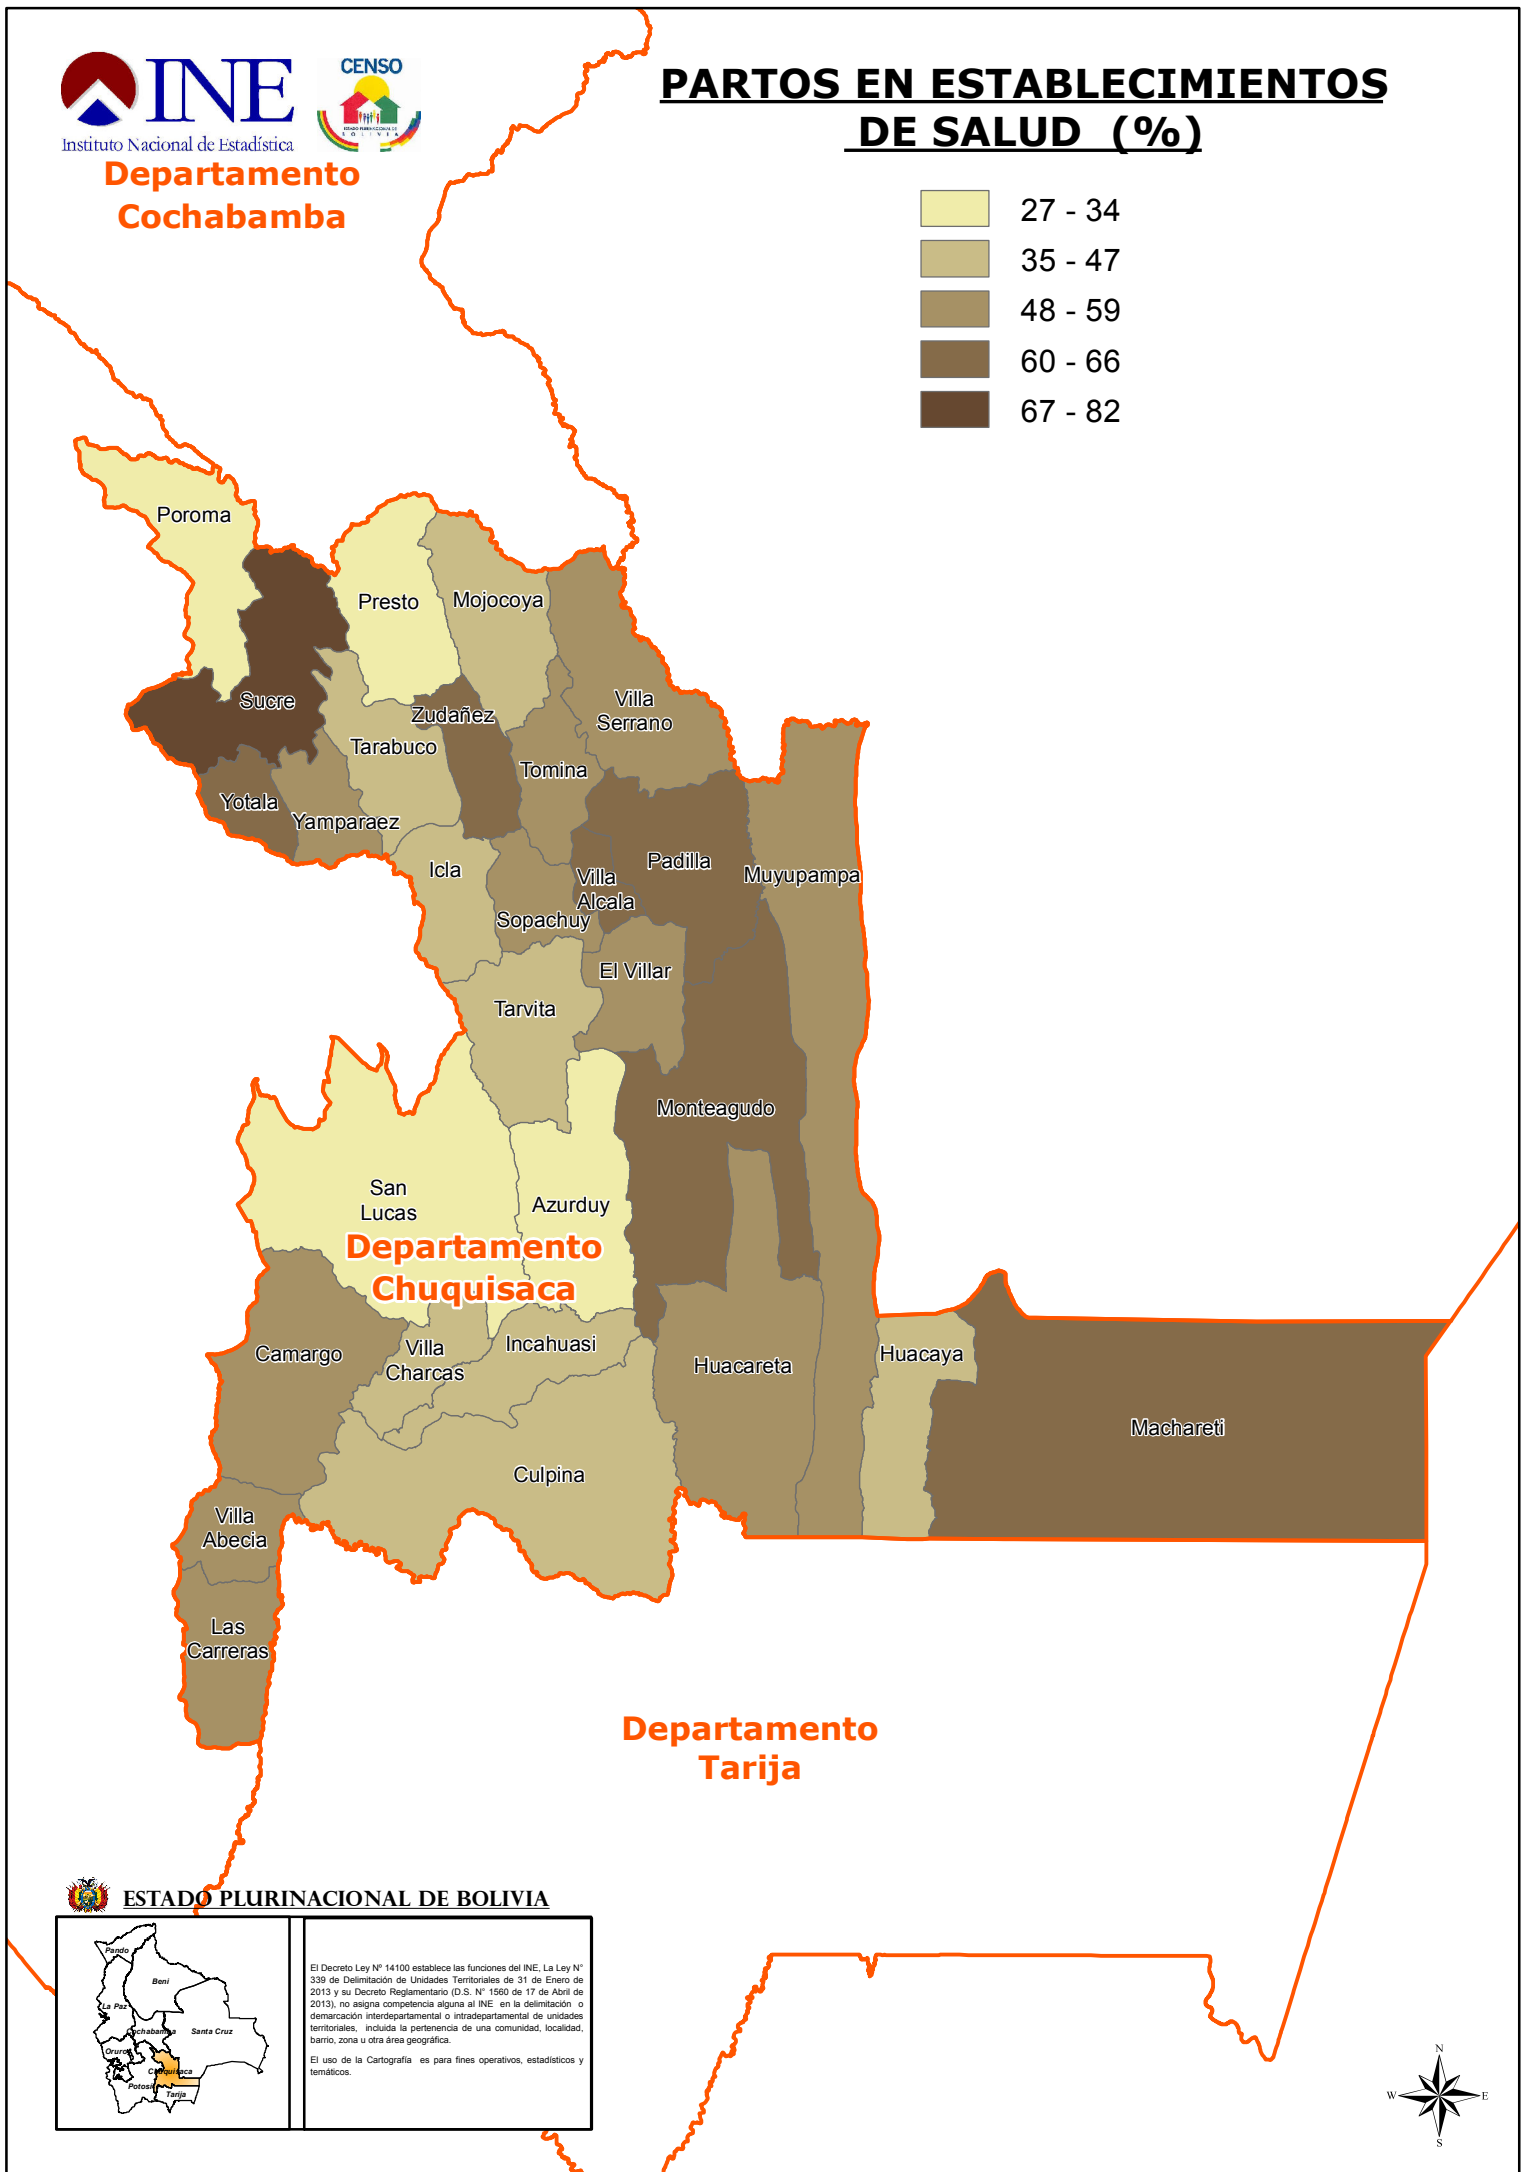 INE
Instituto Nacional de Estadística
CENSO
ESTADO PLURINACIONAL DE
BOLIVIA
PARTOS EN ESTABLECIMIENTOS
DE SALUD (%)
27 - 34
35 - 47
48 - 59
60 - 66
67 - 82
Departamento
Cochabamba
Poroma
Presto
Mojocoya
Sucre
Villa
Serrano
Zudañez
Tarabuco
Tomina
Yotala
Yamparaez
Icla
Padilla
Villa
Alcala
Muyupampa
Sopachuy
El Villar
Tarvita
Monteagudo
San
Lucas
Azurduy
Departamento
Chuquisaca
Camargo
Villa
Charcas
Incahuasi
Huacareta
Huacaya
Machareti
Culpina
Villa
Abecia
Las
Carreras
Departamento
Tarija
ESTADO PLURINACIONAL DE BOLIVIA
Pando
Beni
La Paz
Cochabamba
Santa Cruz
Oruro
Chuquisaca
Potosi
Tarija
El Decreto Ley Nº 14100 establece las funciones del INE, La Ley N°
339 de Delimitación de Unidades Territoriales de 31 de Enero de
2013 y su Decreto Reglamentario (D.S. N° 1560 de 17 de Abril de
2013), no asigna competencia alguna al INE en la delimitación o
demarcación interdepartamental o intradepartamental de unidades
territoriales, incluida la pertenencia de una comunidad, localidad,
barrio, zona u otra área geográfica.
El uso de la Cartografía es para fines operativos, estadísticos y
temáticos.
N
W
E
S